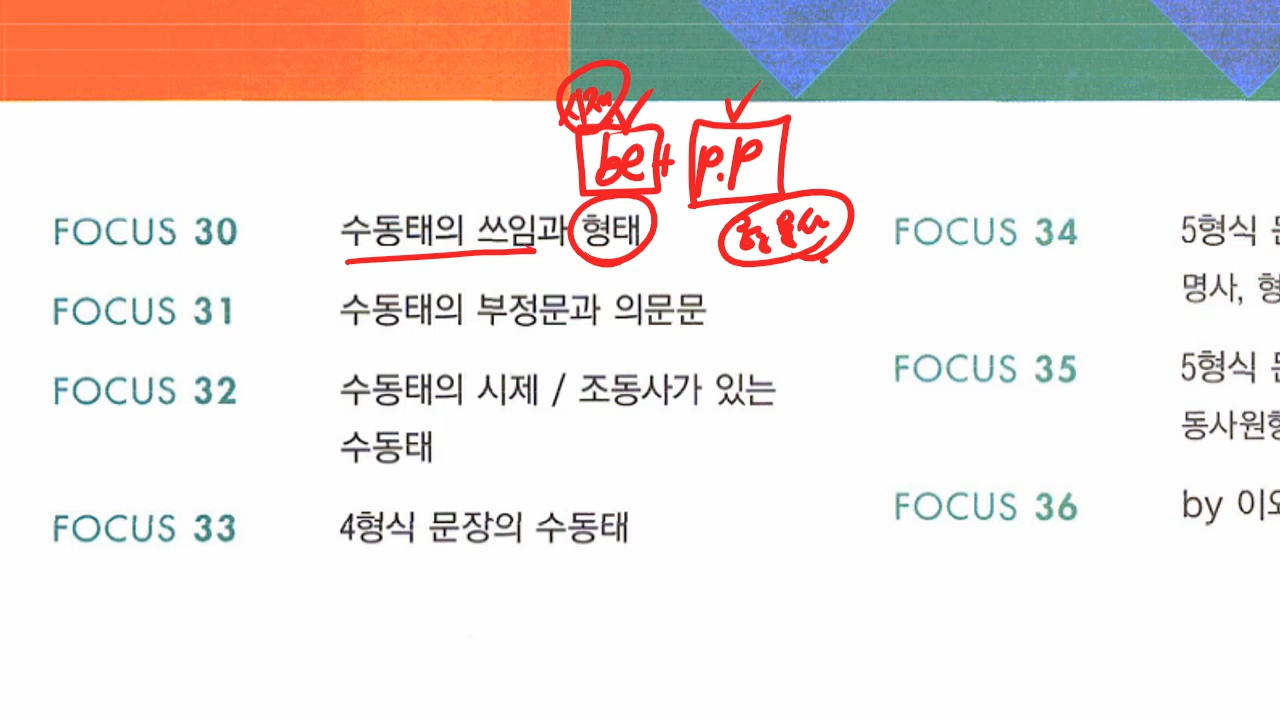 be + p.p
FOCUS 30 수동태의 쓰임과 형태
FOCUS 31 수동태의 부정문과 의문문
FOCUS 32 수동태의 시제 / 조동사가 있는
수동태
FOCUS 33 4형식 문장의 수동태
FOCUS 34 5형식
명사,
FOCUS 35 5형식
동사원형
FOCUS 36 by